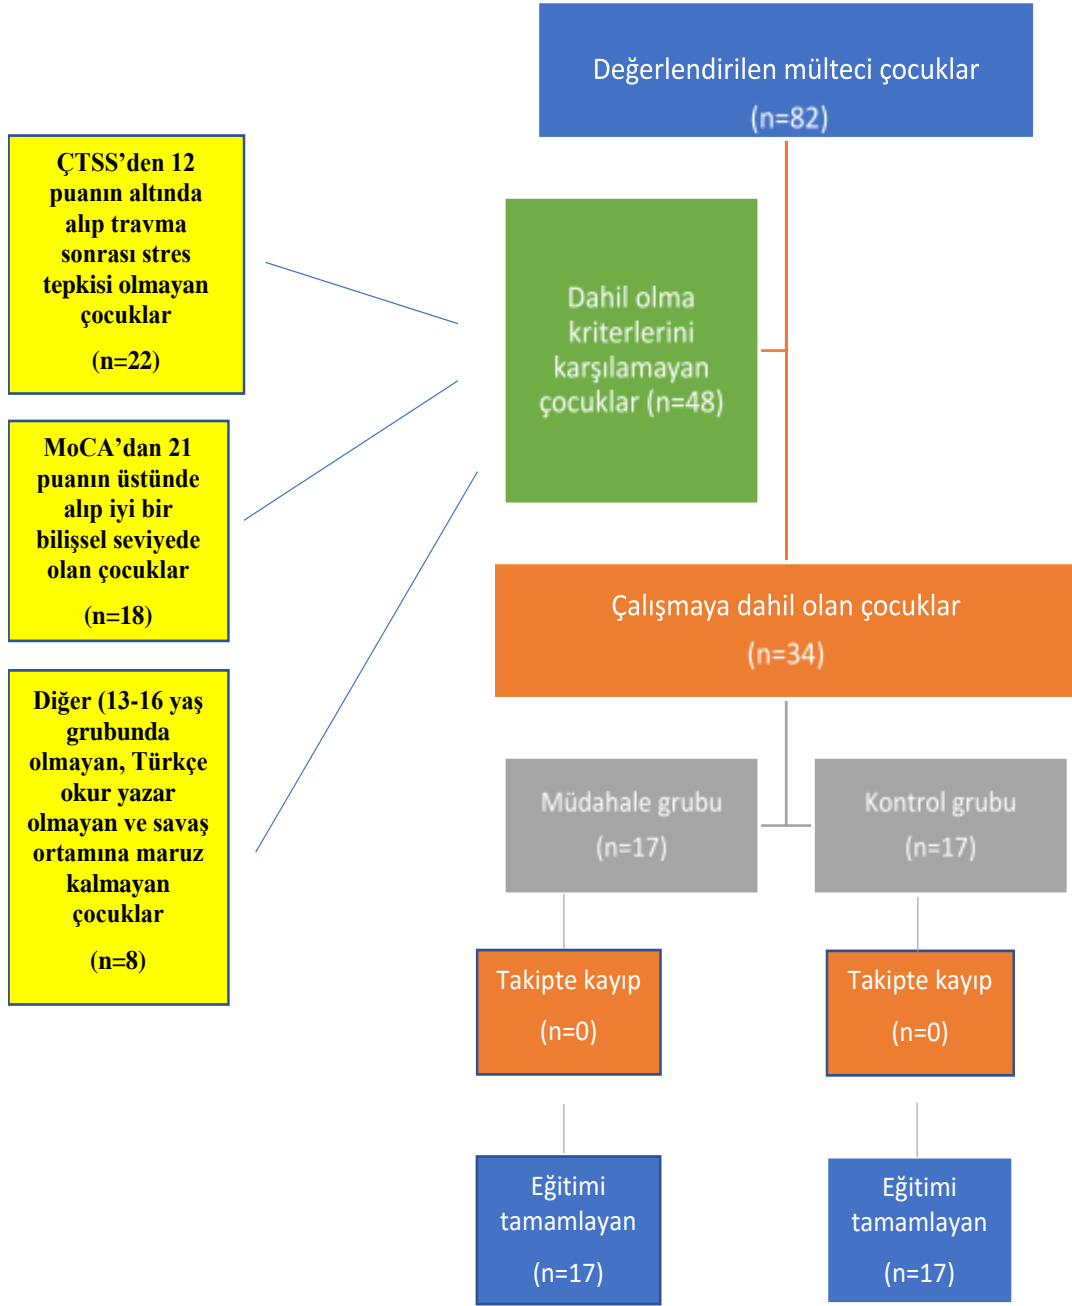 Değerlendirilen mülteci çocuklar
(n=82)
ÇTSS’den 12
puanın altında
alıp travma
sonrası stres
tepkisi olmayan
çocuklar
(n=22)
Dahil olma
kriterlerini
karşılamayan
çocuklar (n=48)
MoCA’dan 21
puanın üstünde
alıp iyi bir
bilişsel seviyede
olan çocuklar
(n=18)
Diğer (13-16 yaş
grubunda
olmayan, Türkçe
okur yazar
olmayan ve savaş
ortamına maruz
kalmayan
çocuklar
(n=8)
Çalışmaya dahil olan çocuklar
(n=34)
Müdahale grubu
(n=17)
Kontrol grubu
(n=17)
Takipte kayıp
(n=0)
Takipte kayıp
(n=0)
Eğitimi
tamamlayan
(n=17)
Eğitimi
tamamlayan
(n=17)